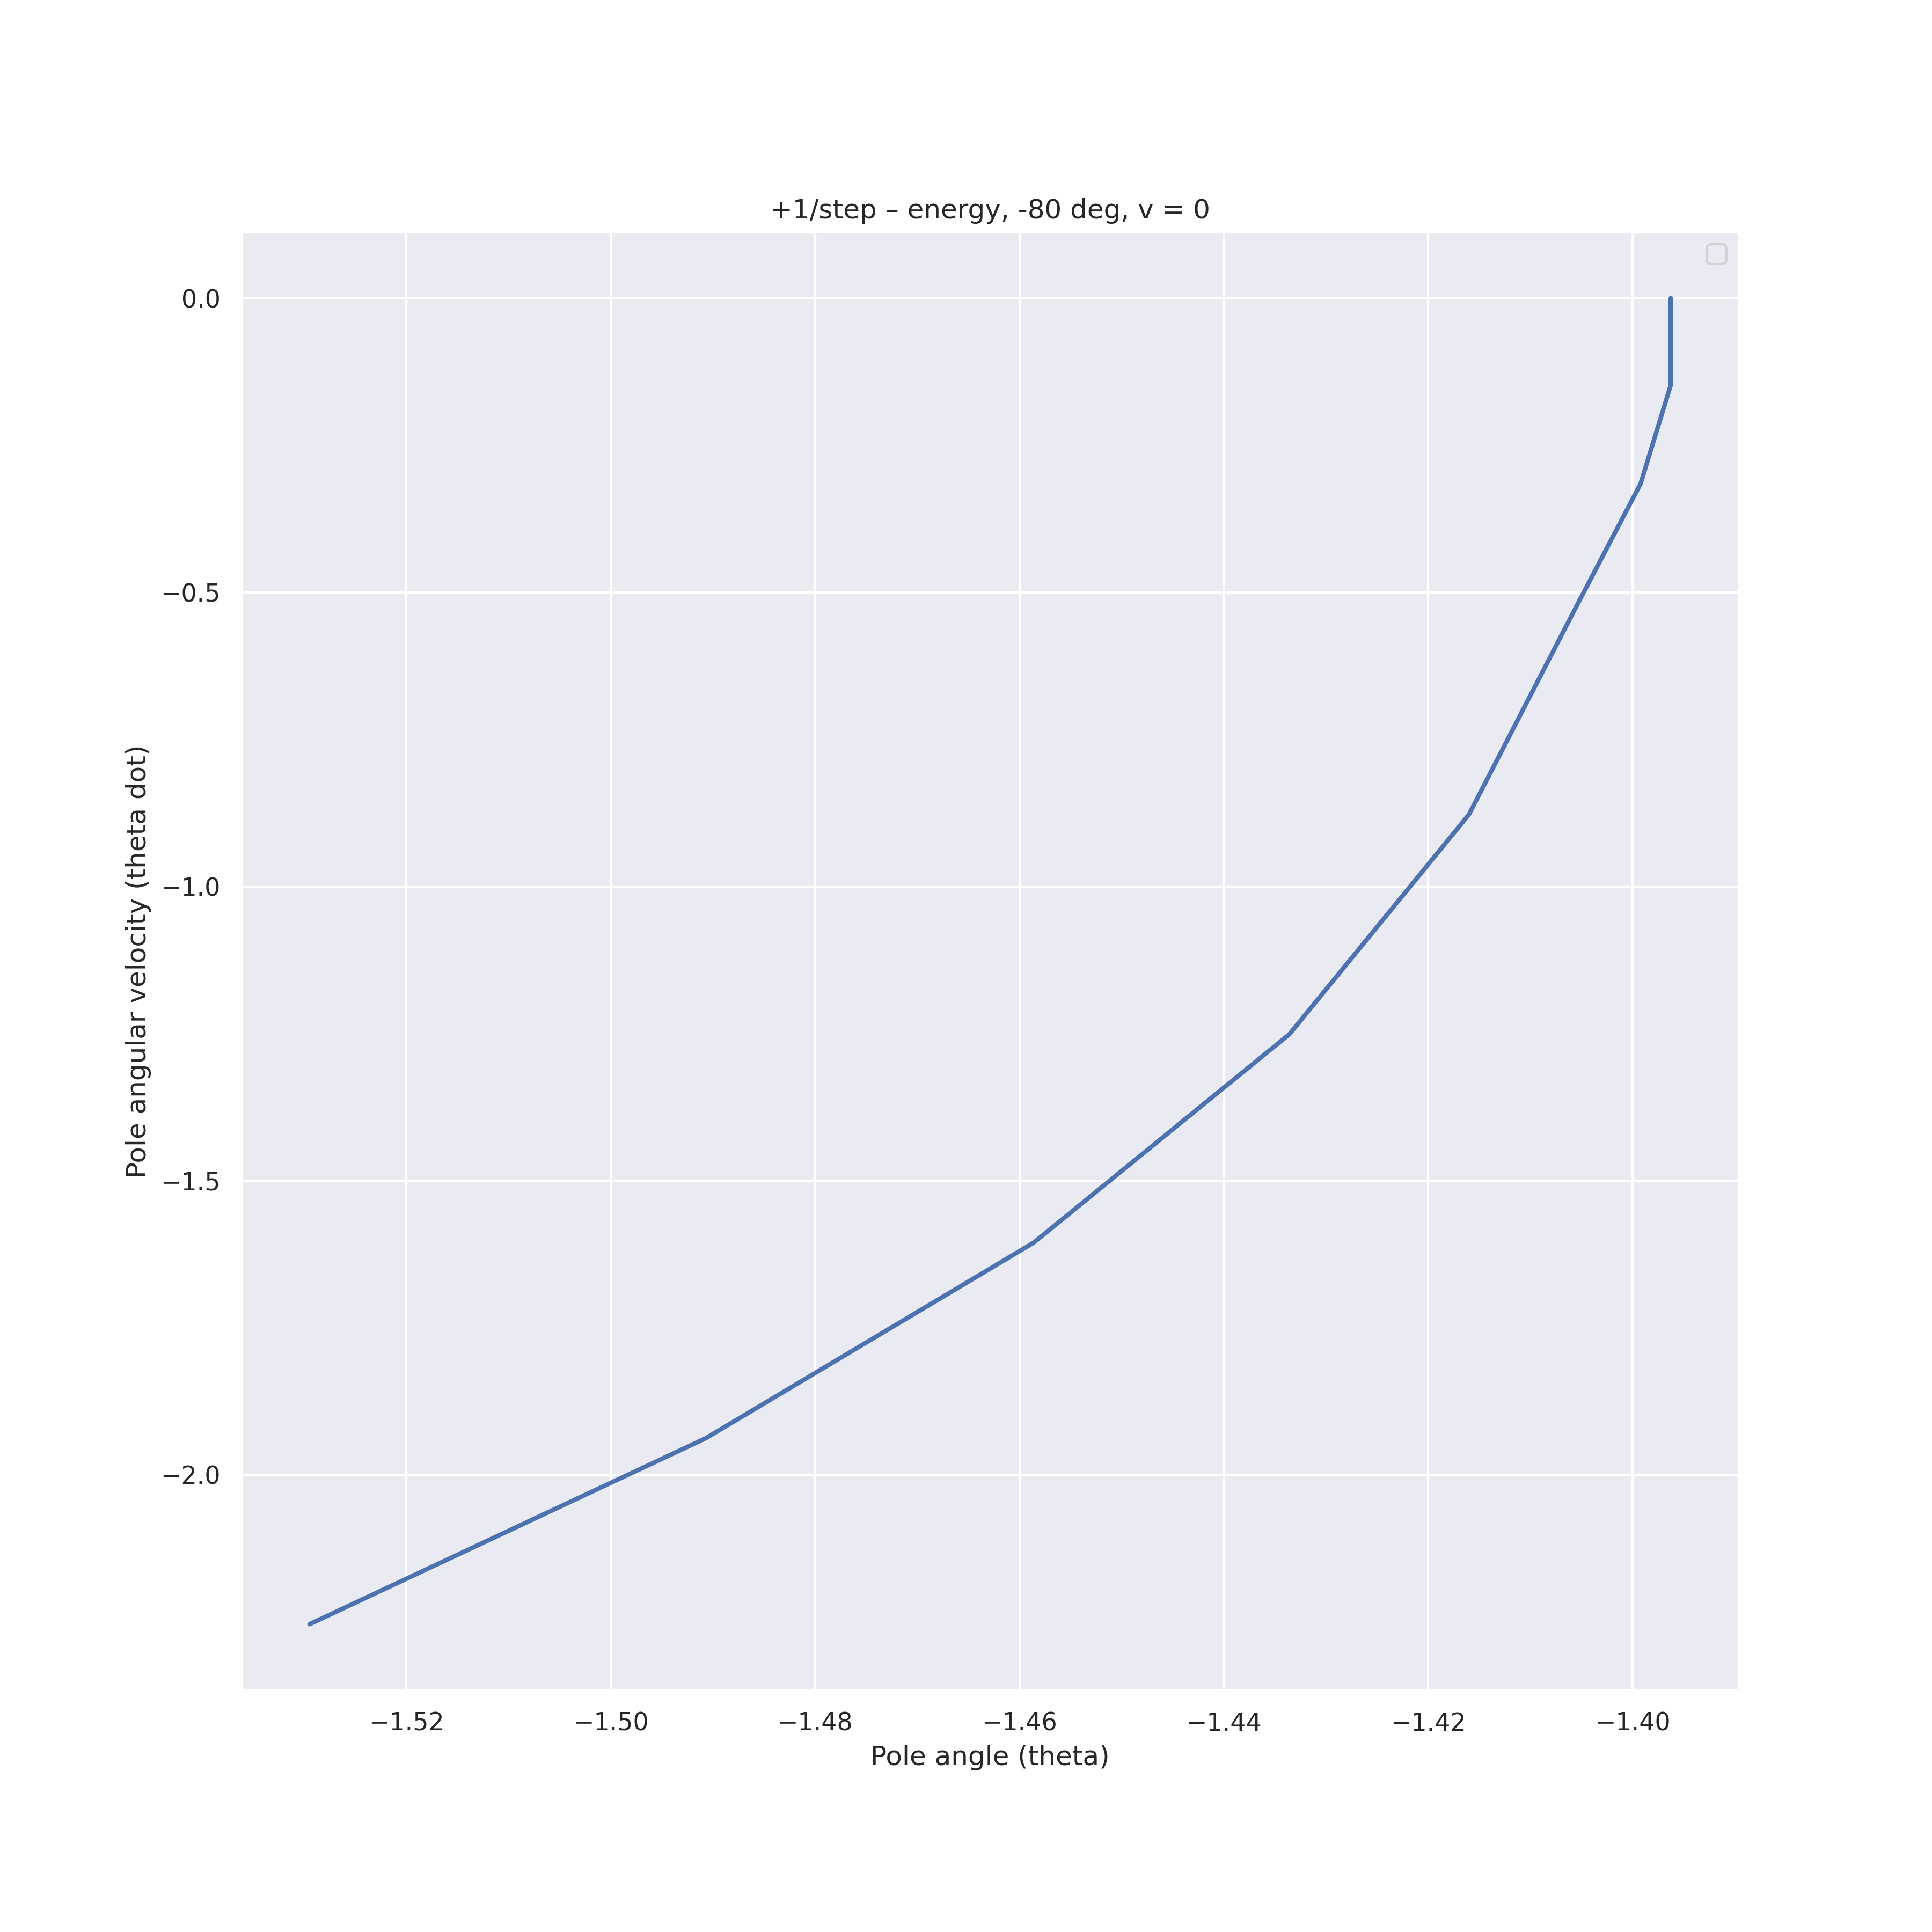 +1/step – energy, -80 deg, v = 0
0.0
−0.5
−1.0
−1.5
−2.0
Pole angular velocity (theta dot)
−1.52 −1.50 −1.48 −1.46 −1.44 −1.42 −1.40
Pole angle (theta)